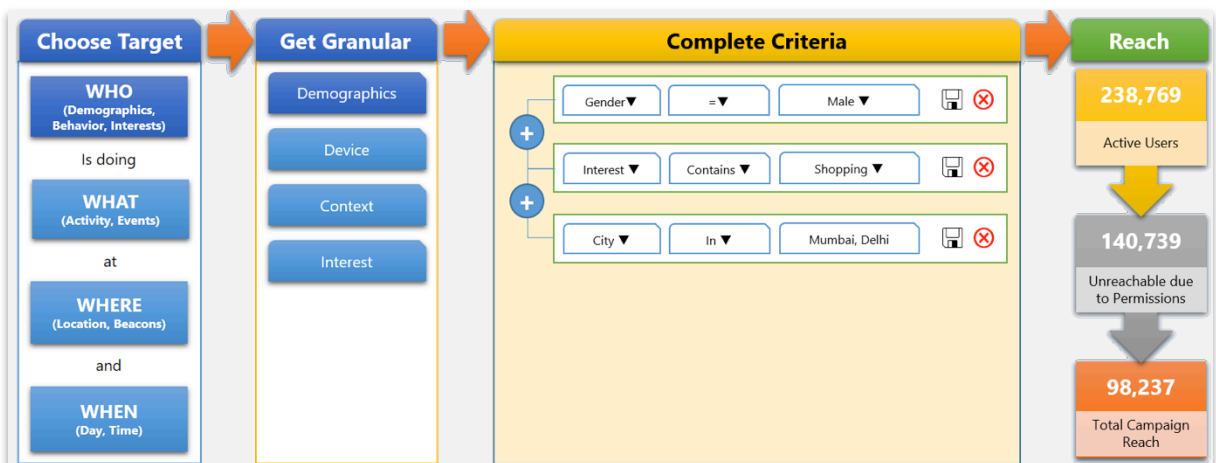 Choose Target
Get Granular
Complete Criteria
Reach
WHO
(Demographics,
Behavior, Interests)
Is doing
WHAT
(Activity, Events)
at
WHERE
(Location, Beacons)
and
WHEN
(Day, Time)
Demographics
Device
Context
Interest
Gender▼ =▼ Male ▼
+
Interest ▼ Contains ▼ Shopping ▼
+
City ▼ In ▼ Mumbai, Delhi
238,769
Active Users
140,739
Unreachable due
to Permissions
98,237
Total Campaign
Reach